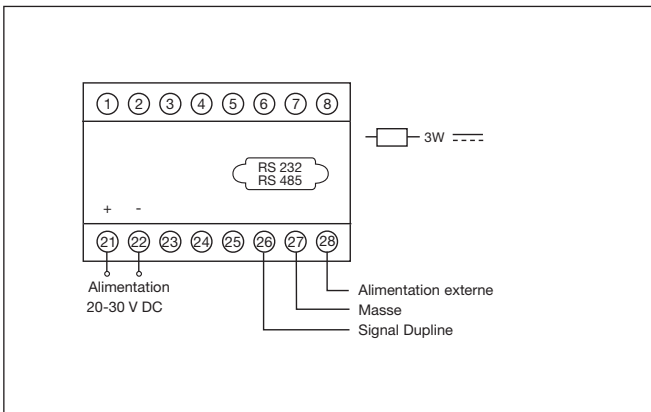 1 2 3 4 5 6 7 8
3W
RS 232
RS 485
+ -
21 22 23 24 25 26 27 28
Alimentation
20-30 V DC
Alimentation externe
Masse
Signal Dupline